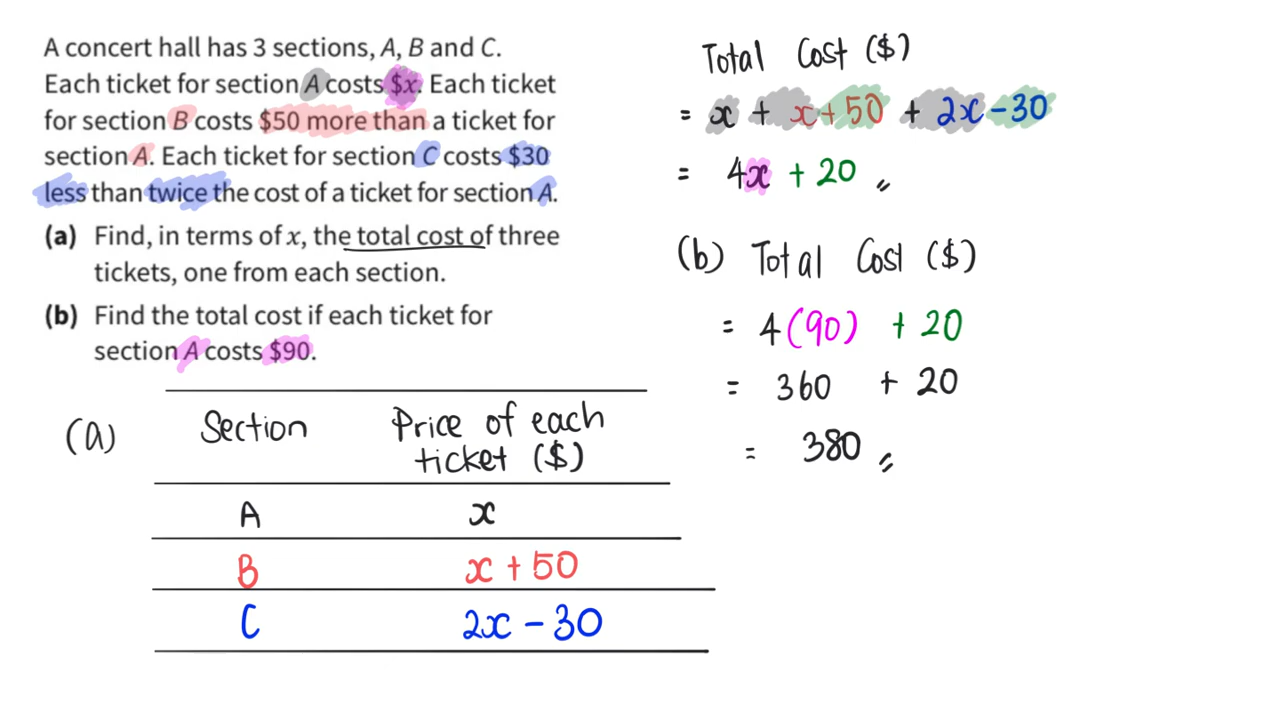 A concert hall has 3 sections, A, B and C.
Each ticket for section A costs $x. Each ticket
for section B costs $50 more than a ticket for
section A. Each ticket for section C costs $30
less than twice the cost of a ticket for section A.
(a) Find, in terms of x, the total cost of three
tickets, one from each section.
(b) Find the total cost if each ticket for
section A costs $90.
(a)
Section Price of each
ticket ($)
A x
B x + 50
C 2x - 30
Total Cost ($)
= x + x + 50 + 2x - 30
= 4x + 20
(b) Total Cost ($)
= 4(90) + 20
= 360 + 20
= 380